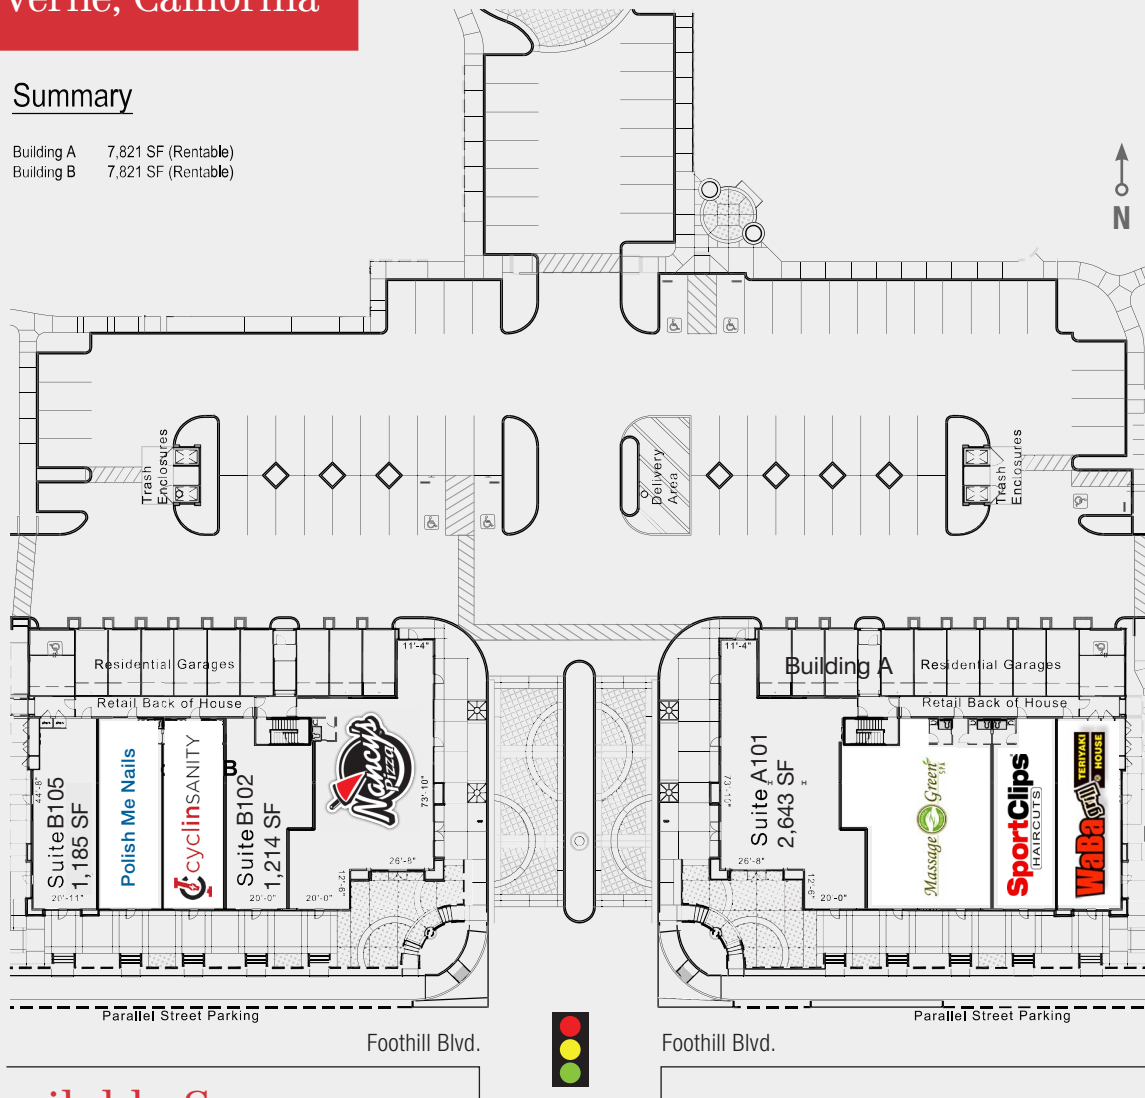 Verne, California
Summary
Building A 7,821 SF (Rentable)
Building B 7,821 SF (Rentable)
N
Trash Enclosures
Delivery Area
Trash Enclosures
Residential Garages
11'-4"
11'-4"
Building A
Residential Garages
Retail Back of House
Retail Back of House
Suite B105
1,185 SF
44'-8"
20'-11"
Polish Me Nails
cyclinSANITY
B
Suite B102
1,214 SF
20'-0"
Nancy's
Pizza
73'-10"
26'-8"
12'-6"
20'-0"
Suite A101
2,643 SF
73'-10"
26'-8"
12'-6"
20'-0"
Massage Green
SPA
SportClips
HAIRCUTS
WaBa grill
TERIYAKI
HOUSE
Parallel Street Parking
Parallel Street Parking
Foothill Blvd.
Foothill Blvd.